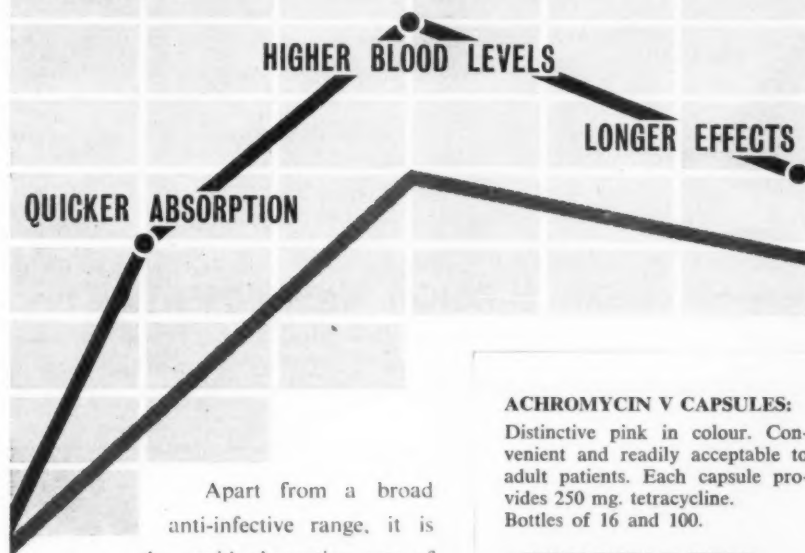 HIGHER BLOOD LEVELS
LONGER EFFECTS
QUICKER ABSORPTION
Apart from a broad
anti-infective range, it is
ACHROMYCIN V CAPSULES:
Distinctive pink in colour. Con-
venient and readily acceptable to
adult patients. Each capsule pro-
vides 250 mg. tetracycline.
Bottles of 16 and 100.